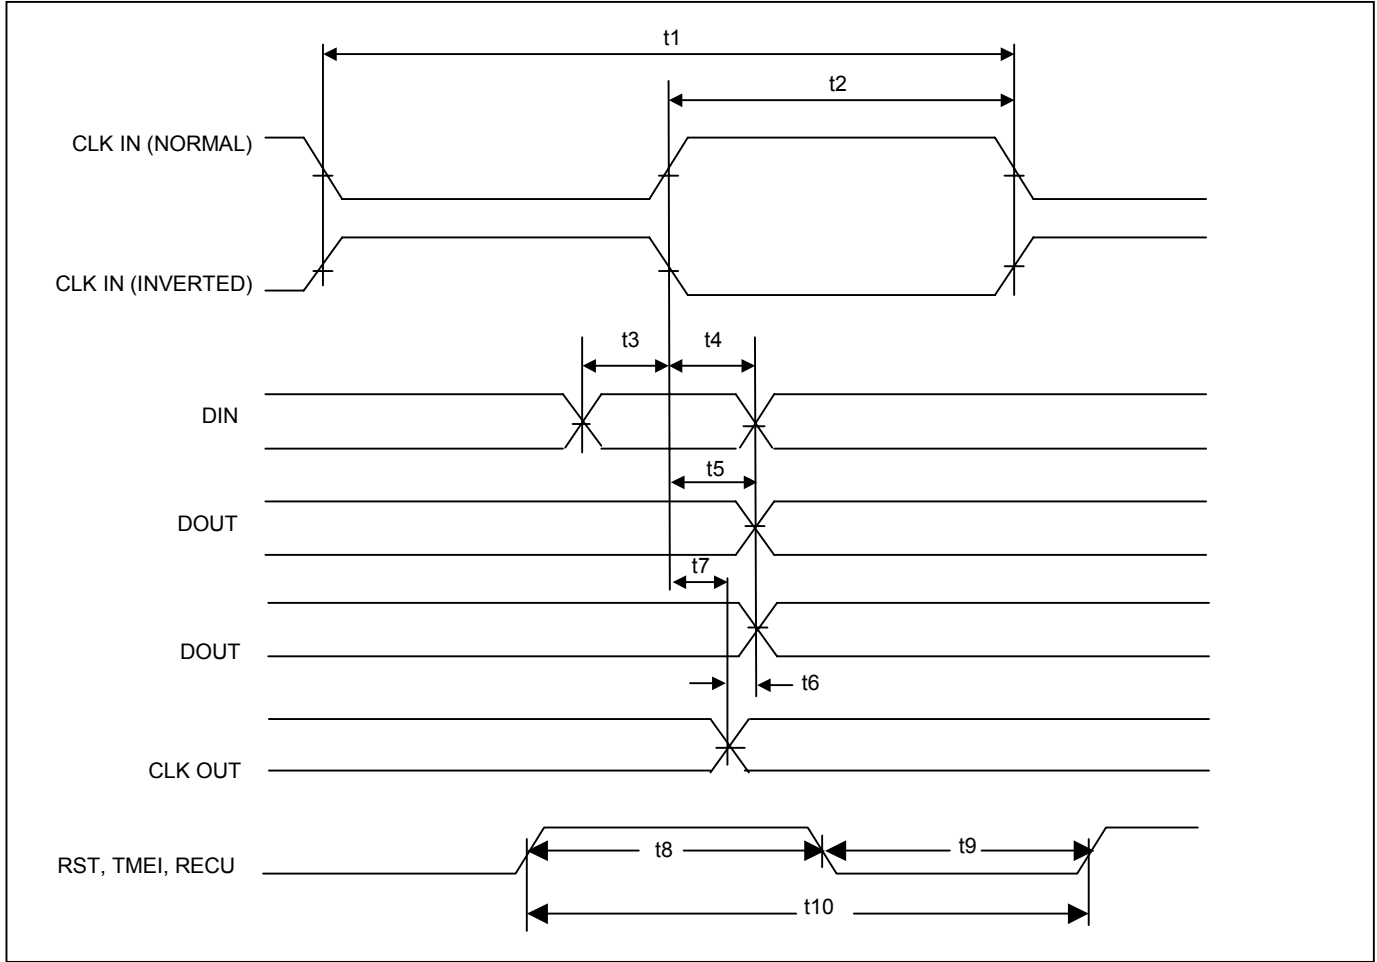 t1
t2
CLK IN (NORMAL)
CLK IN (INVERTED)
t3
t4
DIN
t5
DOUT
t7
DOUT
t6
CLK OUT
t8
t9
RST, TMEI, RECU
t10